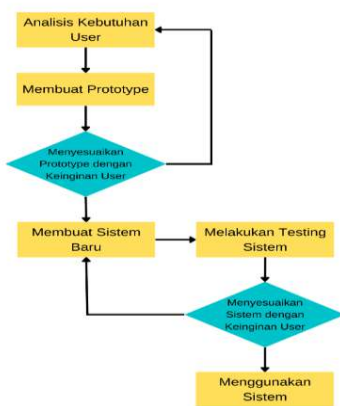 Analisis Kebutuhan
User
Membuat Prototype
Menyesuaikan
Prototype dengan
Keinginan User
Membuat Sistem
Baru
Melakukan Testing
Sistem
Menyesuaikan
Sistem dengan
Keinginan User
Menggunakan
Sistem